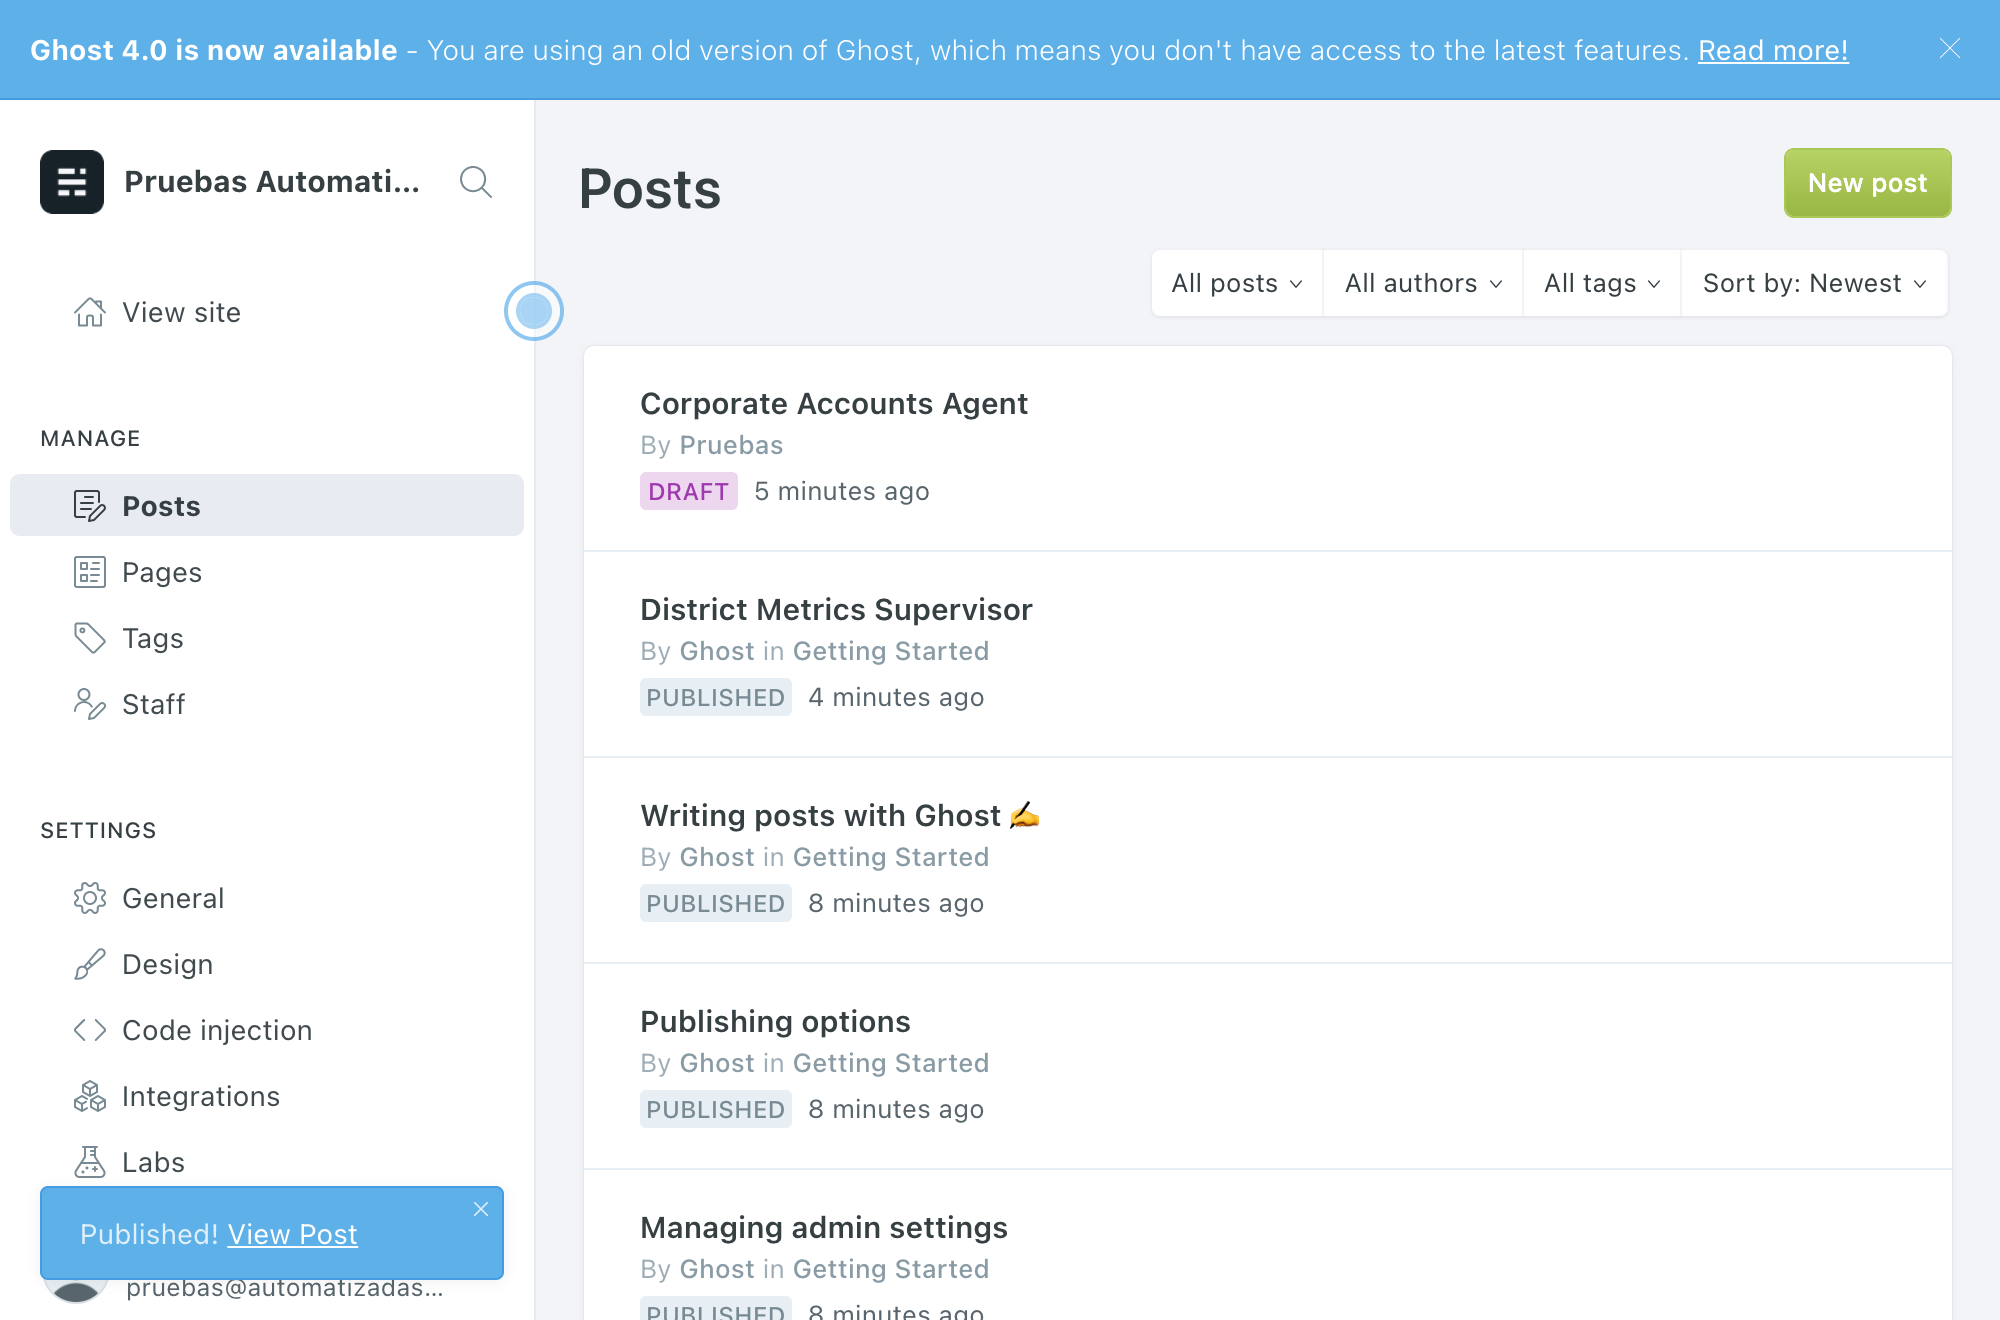 Ghost 4.0 is now available - You are using an old version of Ghost, which means you don't have access to the latest features. Read more!
Pruebas Automati...
View site
MANAGE
Posts
Pages
Tags
Staff
SETTINGS
General
Design
Code injection
Integrations
Labs
Published! View Post
pruebas@automatizadas...
Posts
New post
All posts
All authors
All tags
Sort by: Newest
Corporate Accounts Agent
By Pruebas
DRAFT 5 minutes ago
District Metrics Supervisor
By Ghost in Getting Started
PUBLISHED 4 minutes ago
Writing posts with Ghost ✍️
By Ghost in Getting Started
PUBLISHED 8 minutes ago
Publishing options
By Ghost in Getting Started
PUBLISHED 8 minutes ago
Managing admin settings
By Ghost in Getting Started
PUBLISHED 8 minutes ago